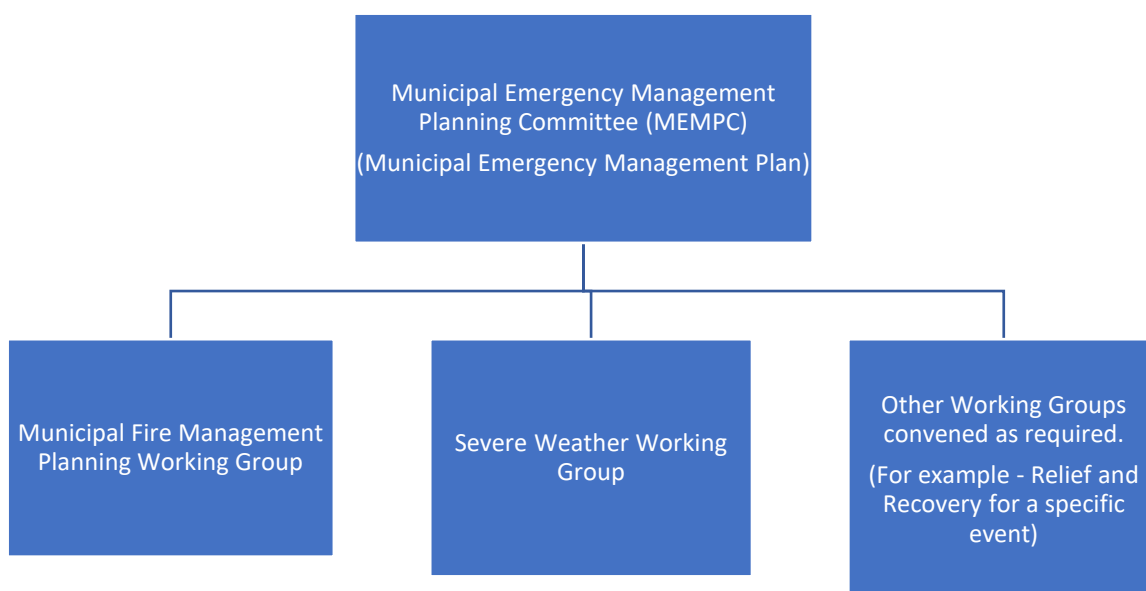 Municipal Emergency Management
Planning Committee (MEMPC)
(Municipal Emergency Management Plan)
Municipal Fire Management
Planning Working Group
Severe Weather Working
Group
Other Working Groups
convened as required.
(For example - Relief and
Recovery for a specific
event)